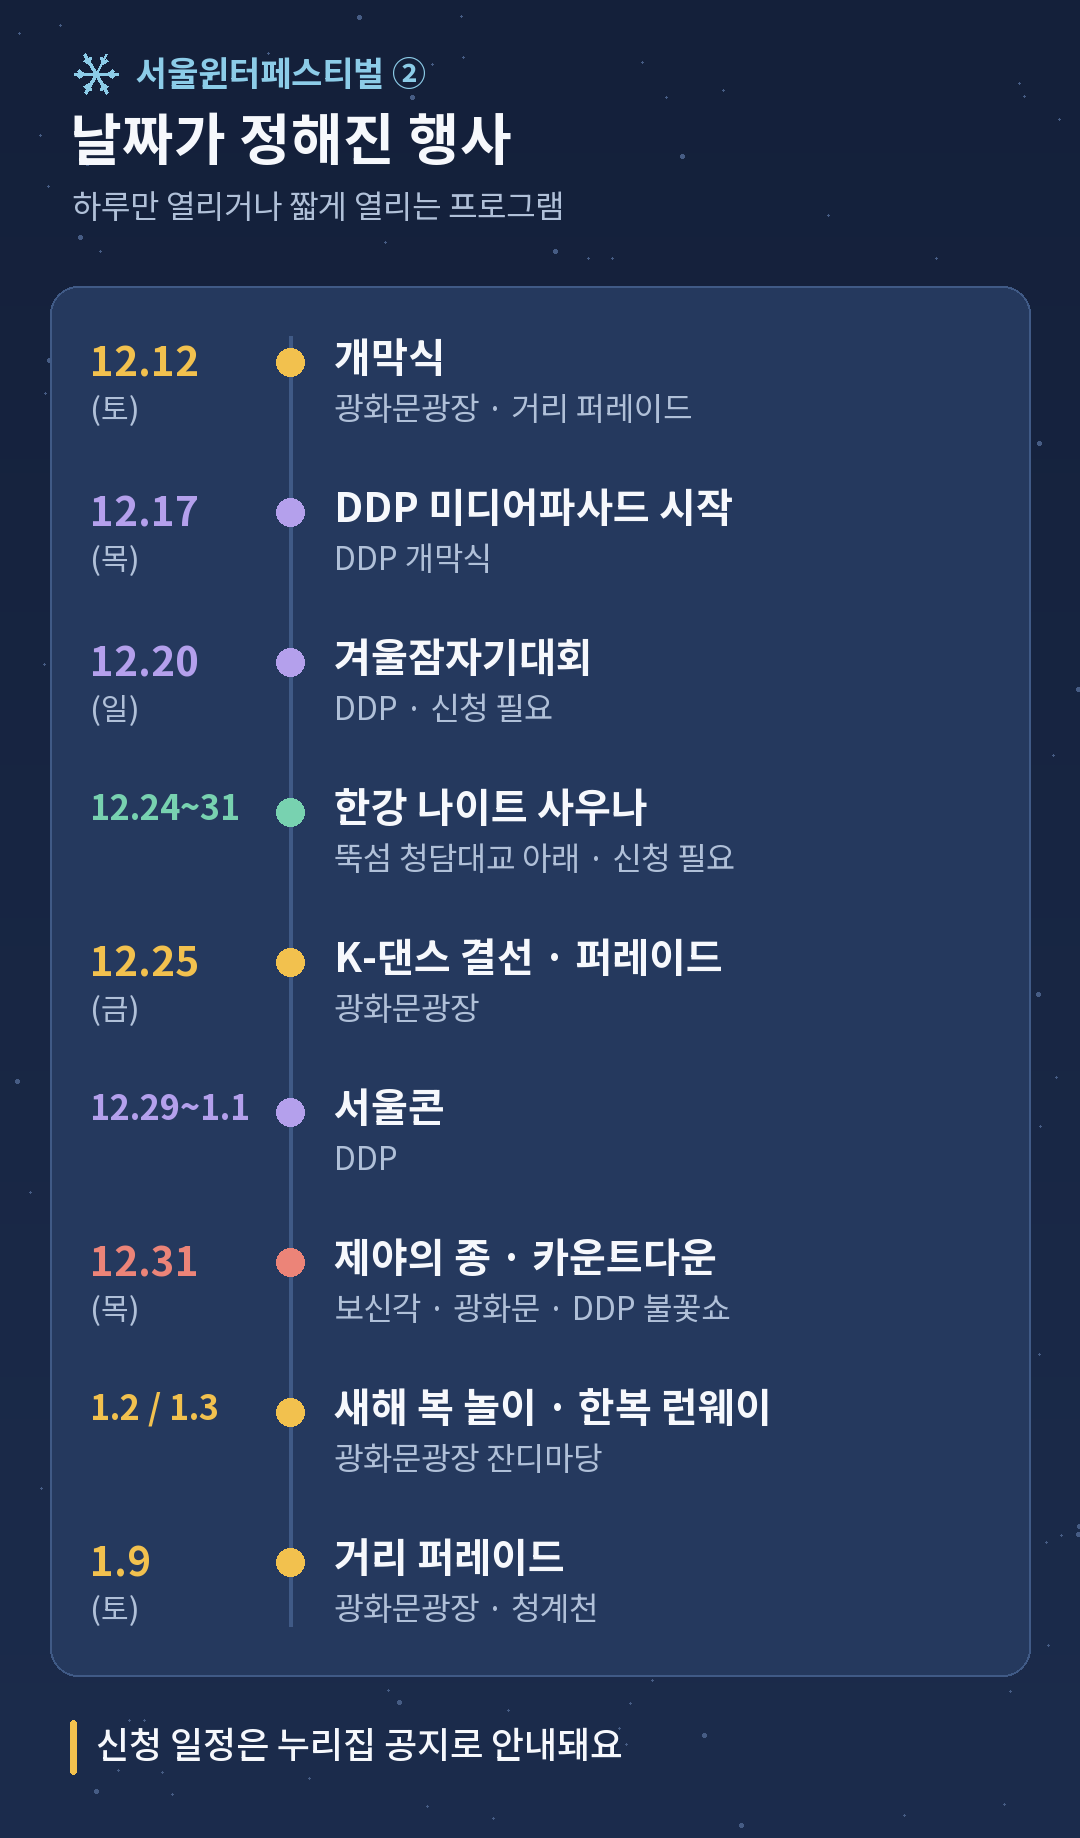 서울윈터페스티벌 ②
날짜가 정해진 행사
하루만 열리거나 짧게 열리는 프로그램
12.12
(토)
개막식
광화문광장 · 거리 퍼레이드
12.17
(목)
DDP 미디어파사드 시작
DDP 개막식
12.20
(일)
겨울잠자기대회
DDP · 신청 필요
12.24~31
한강 나이트 사우나
뚝섬 청담대교 아래 · 신청 필요
12.25
(금)
K-댄스 결선 · 퍼레이드
광화문광장
12.29~1.1
서울콘
DDP
12.31
(목)
제야의 종 · 카운트다운
보신각 · 광화문 · DDP 불꽃쇼
1.2 / 1.3
새해 복 놀이 · 한복 런웨이
광화문광장 잔디마당
1.9
(토)
거리 퍼레이드
광화문광장 · 청계천
신청 일정은 누리집 공지로 안내돼요